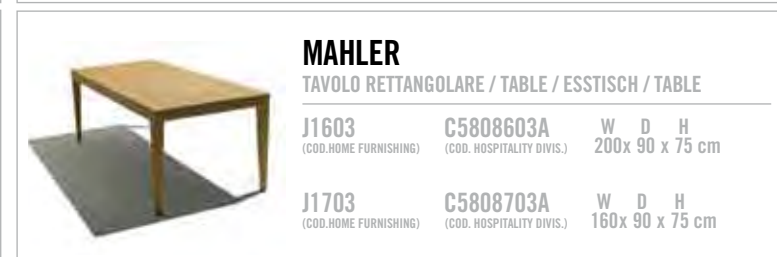 MAHLER
TAVOLO RETTANGOLARE / TABLE / ESSTISCH / TABLE
J1603 C5808603A W D H
(COD.HOME FURNISHING) (COD. HOSPITALITY DIVIS.) 200x 90 x 75 cm
J1703 C5808703A W D H
(COD.HOME FURNISHING) (COD. HOSPITALITY DIVIS.) 160x 90 x 75 cm